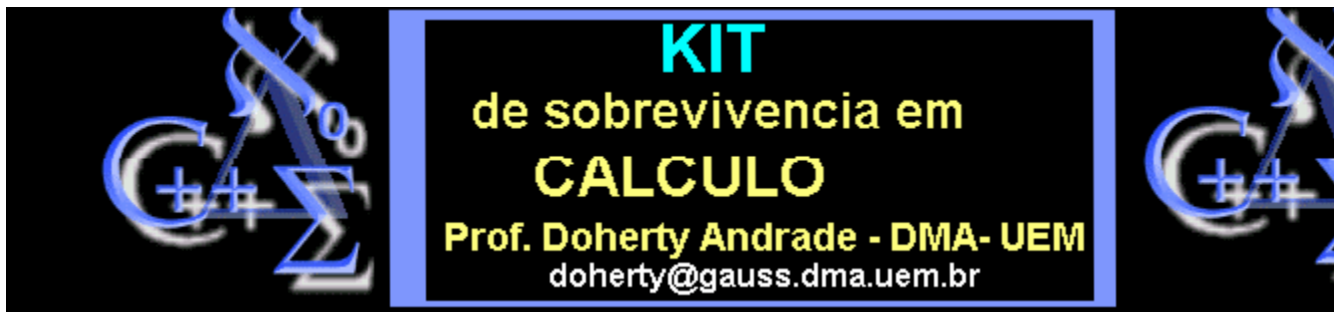 KIT
de sobrevivencia em
CALCULO
Prof. Doherty Andrade - DMA- UEM
doherty@gauss.dma.uem.br
C++
Σ